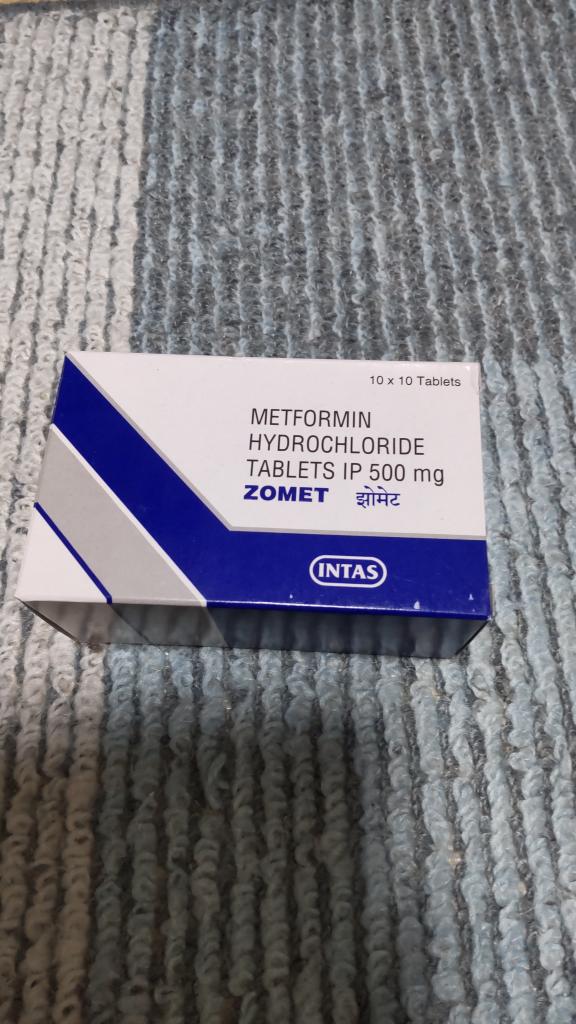 10 x 10 Tablets
METFORMIN
HYDROCHLORIDE
TABLETS IP 500 mg
ZOMET झोमेट
INTAS